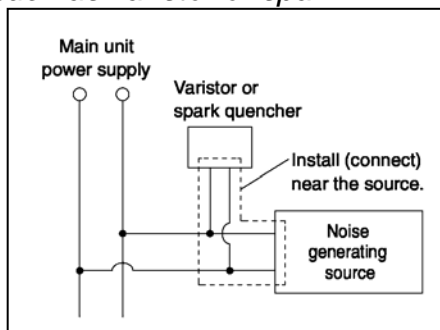 Main unit
power supply
Varistor or
spark quencher
Install (connect)
near the source.
Noise
generating
source